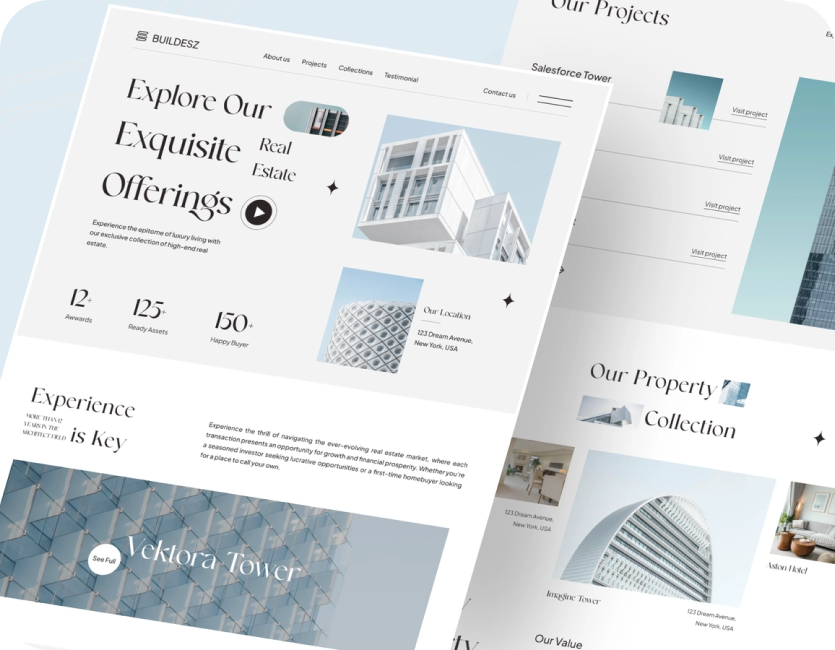 BUILDESZ
About us
Projects
Collections
Testimonial
Contact us
Explore Our
Exquisite
Real
Estate
Offerings
Experience the epitome of luxury living with
our exclusive collection of high-end real
estate.
12+
Awwards
125+
Ready Assets
150+
Happy Buyer
Our Location
123 Dream Avenue,
New York, USA
Experience
MORE THAN 12
YEARS IN THE
ARCHITECT FIELD
is Key
Experience the thrill of navigating the ever-evolving real estate market, where each
transaction presents an opportunity for growth and financial prosperity. Whether you're
a seasoned investor seeking lucrative opportunities or a first-time homebuyer looking
for a place to call your own.
See Full
Vektora Tower
Our Projects
Salesforce Tower
Visit project
Visit project
Visit project
Visit project
Our Property
Collection
123 Dream Avenue,
New York, USA
Imagine Tower
123 Dream Avenue,
New York, USA
Aston Hotel
Our Value